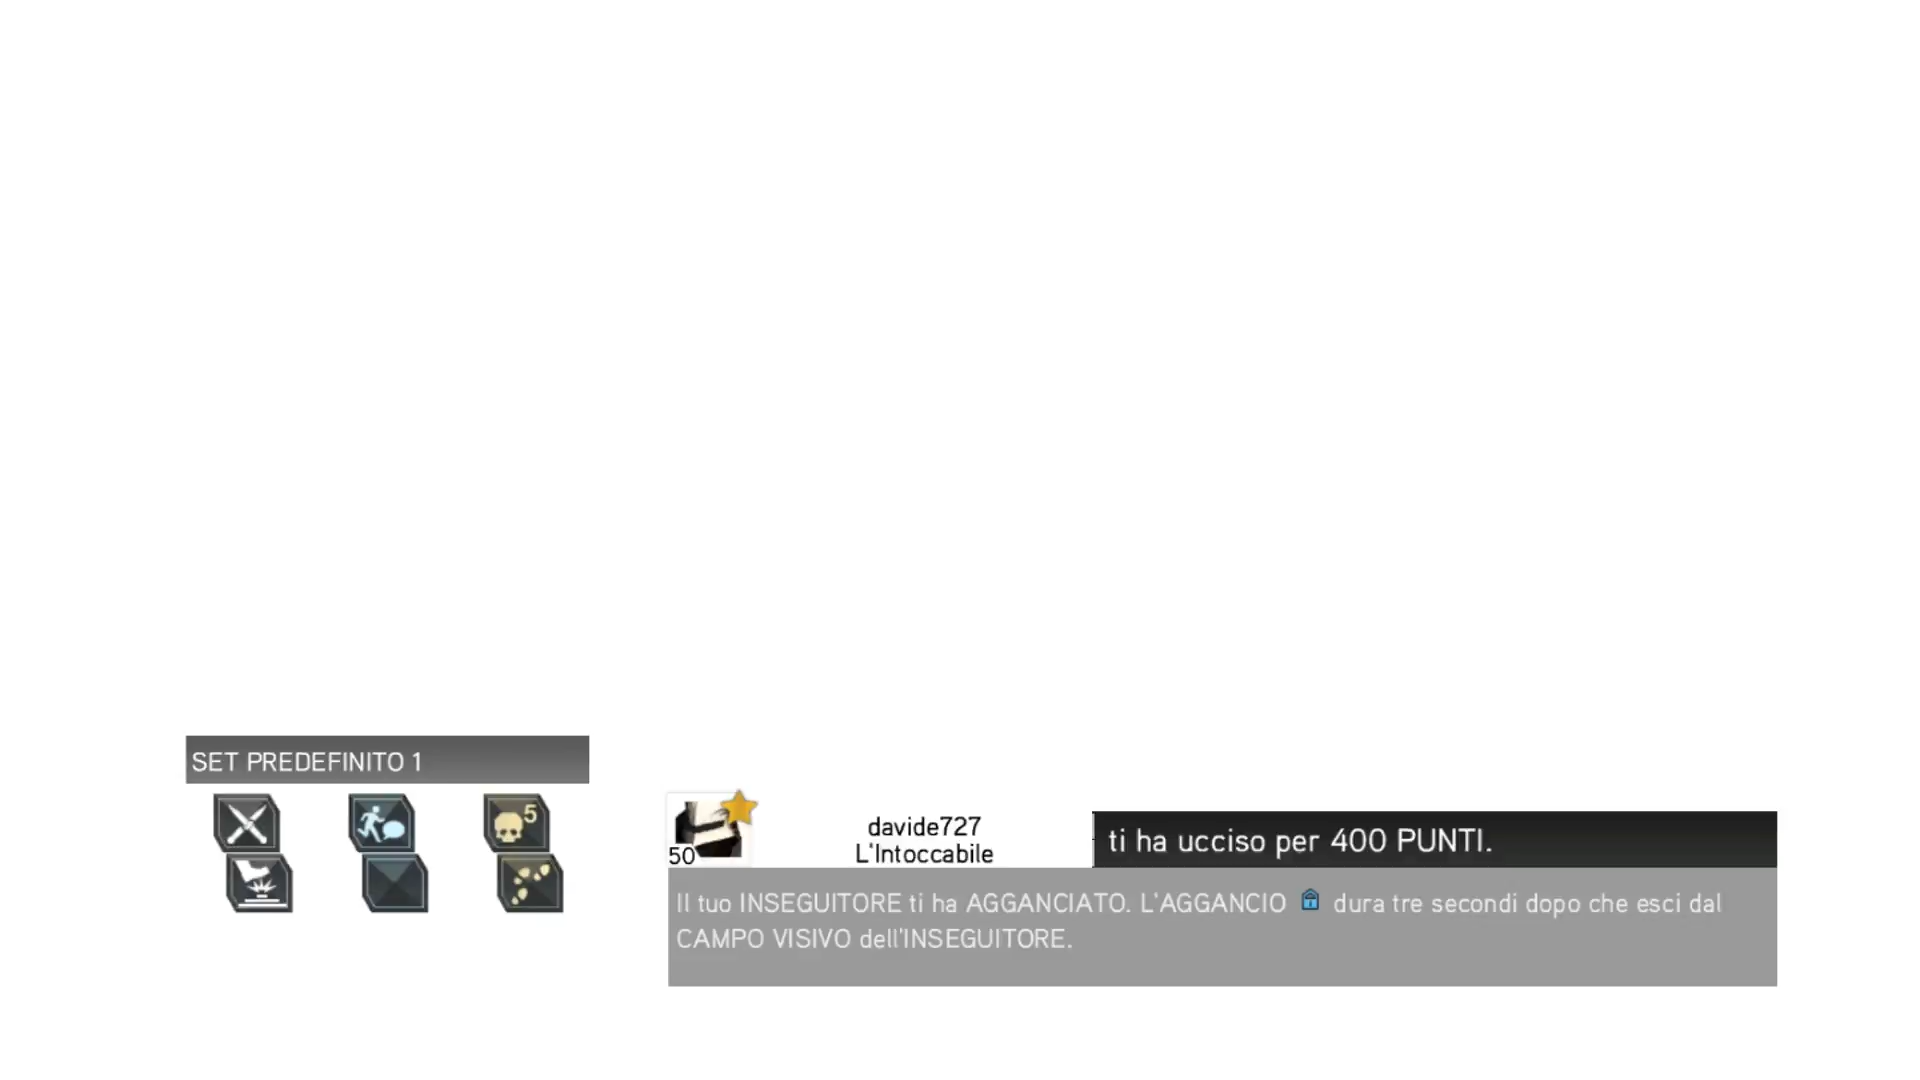 SET PREDEFINITO 1
5
50
davide727
L'Intoccabile
ti ha ucciso per 400 PUNTI.
Il tuo INSEGUITORE ti ha AGGANCIATO. L'AGGANCIO dura tre secondi dopo che esci dal
CAMPO VISIVO dell'INSEGUITORE.